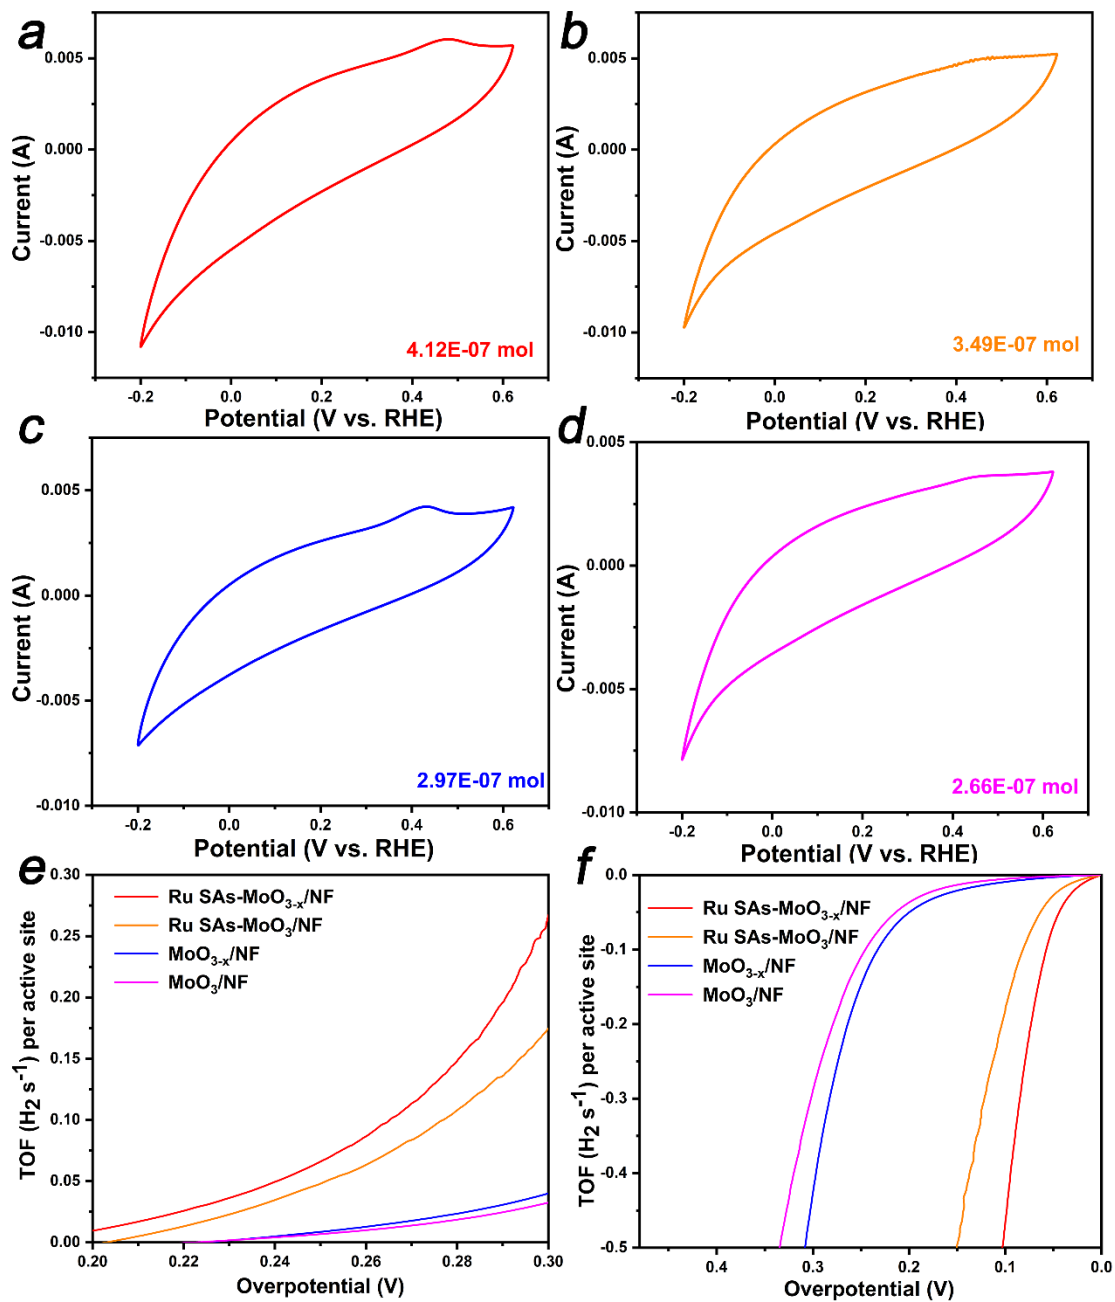 a
0.005
0.000
-0.005
-0.010
Current (A)
4.12E-07 mol
-0.2 0.0 0.2 0.4 0.6
Potential (V vs. RHE)
b
0.005
0.000
-0.005
-0.010
Current (A)
3.49E-07 mol
-0.2 0.0 0.2 0.4 0.6
Potential (V vs. RHE)
c
0.005
0.000
-0.005
-0.010
Current (A)
2.97E-07 mol
-0.2 0.0 0.2 0.4 0.6
Potential (V vs. RHE)
d
0.005
0.000
-0.005
-0.010
Current (A)
2.66E-07 mol
-0.2 0.0 0.2 0.4 0.6
Potential (V vs. RHE)
e
0.30
0.25
0.20
0.15
0.10
0.05
0.00
TOF (H₂ s⁻¹) per active site
Ru SAs-MoO₃₋ₓ/NF
Ru SAs-MoO₃/NF
MoO₃₋ₓ/NF
MoO₃/NF
0.20 0.22 0.24 0.26 0.28 0.30
Overpotential (V)
f
0.0
-0.1
-0.2
-0.3
-0.4
-0.5
TOF (H₂ s⁻¹) per active site
Ru SAs-MoO₃₋ₓ/NF
Ru SAs-MoO₃/NF
MoO₃₋ₓ/NF
MoO₃/NF
0.4 0.3 0.2 0.1 0.0
Overpotential (V)